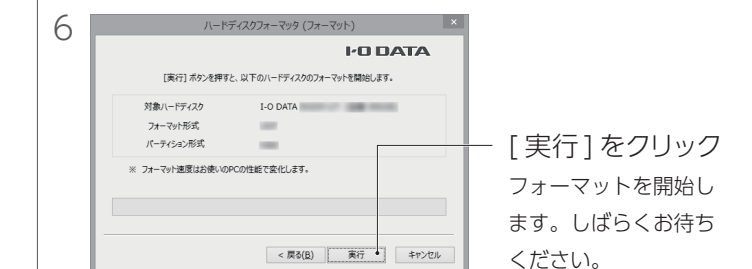 6
ハードディスクフォーマッタ (フォーマット)
I-O DATA
[実行] ボタンを押すと、以下のハードディスクのフォーマットを開始します。
対象ハードディスク I-O DATA
フォーマット形式
パーティション形式
※ フォーマット速度はお使いのPCの性能で変化します。
< 戻る(B) 実行 キャンセル
[ 実行 ] をクリック
フォーマットを開始し
ます。しばらくお待ち
ください。